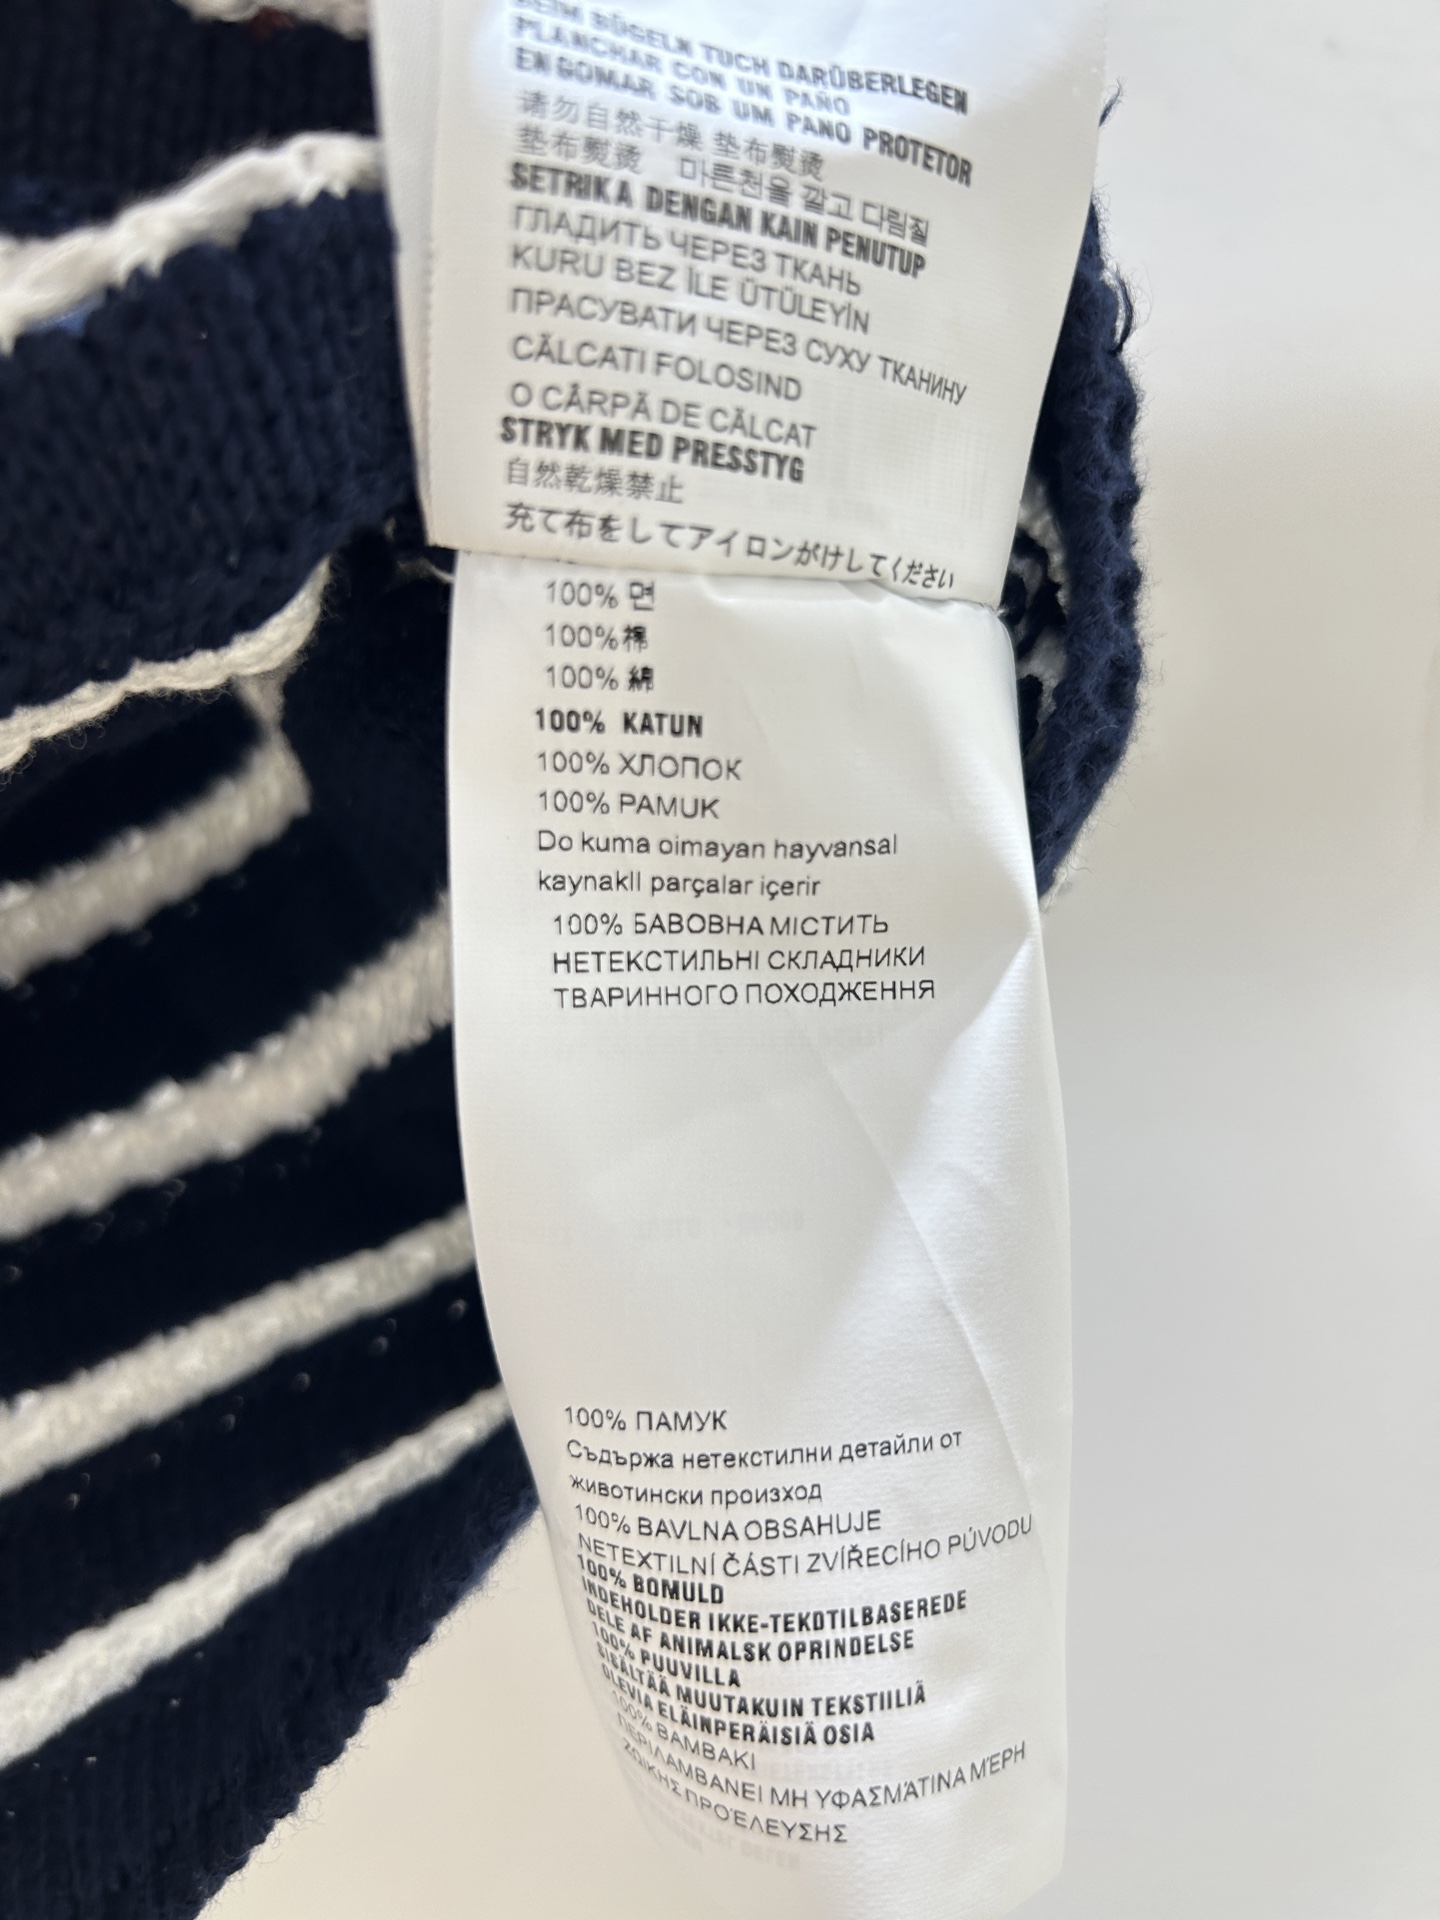 BEIM BÜGELN TUCH DARÜBERLEGEN
PLANCHAR CON UN PAÑO
ENGOMAR SOB UM PANO PROTETOR
请勿自然干燥 垫布熨烫
垫布熨烫 마른천을 깔고 다림질
SETRIKA DENGAN KAIN PENUTUP
ГЛАДИТЬ ЧЕРЕЗ ТКАНЬ
KURU BEZ İLE ÜTÜLEYİN
ПРАСУВАТИ ЧЕРЕЗ СУХУ ТКАНИНУ
CĂLCATI FOLOSIND
O CÂRPĂ DE CĂLCAT
STRYK MED PRESSTYG
自然乾燥禁止
充て布をしてアイロンがけしてください
100% 면
100% 棉
100% 綿
100% KATUN
100% ХЛОПОК
100% PAMUK
Do kuma oimayan hayvansal
kaynakll parçalar içerir
100% БАВОВНА МІСТИТЬ
НЕТЕКСТИЛЬНІ СКЛАДНИКИ
ТВАРИННОГО ПОХОДЖЕННЯ
100% ПАМУК
Съдържа нетекстилни детайли от
животински произход
100% BAVLNA OBSAHUJE
NETEXTILNÍ ČÁSTI ZVÍŘECÍHO PÚVODU
100% BOMULD
INDEHOLDER IKKE-TEKDTILBASEREDE
DELE AF ANIMALSK OPRINDELSE
100% PUUVILLA
SISÄLTÄÄ MUUTAKUIN TEKSTIILIÄ
OLEVIA ELÄINPERÄISIÄ OSIA
100% ΒΑΜΒΑΚΙ
ΠΕΡΙΛΑΜΒΑΝΕΙ ΜΗ ΥΦΑΣΜΆΤΙΝΑ ΜΈΡΗ
ΖΩΙΚΗΣ ΠΡΟΈΛΕΥΣΗΣ